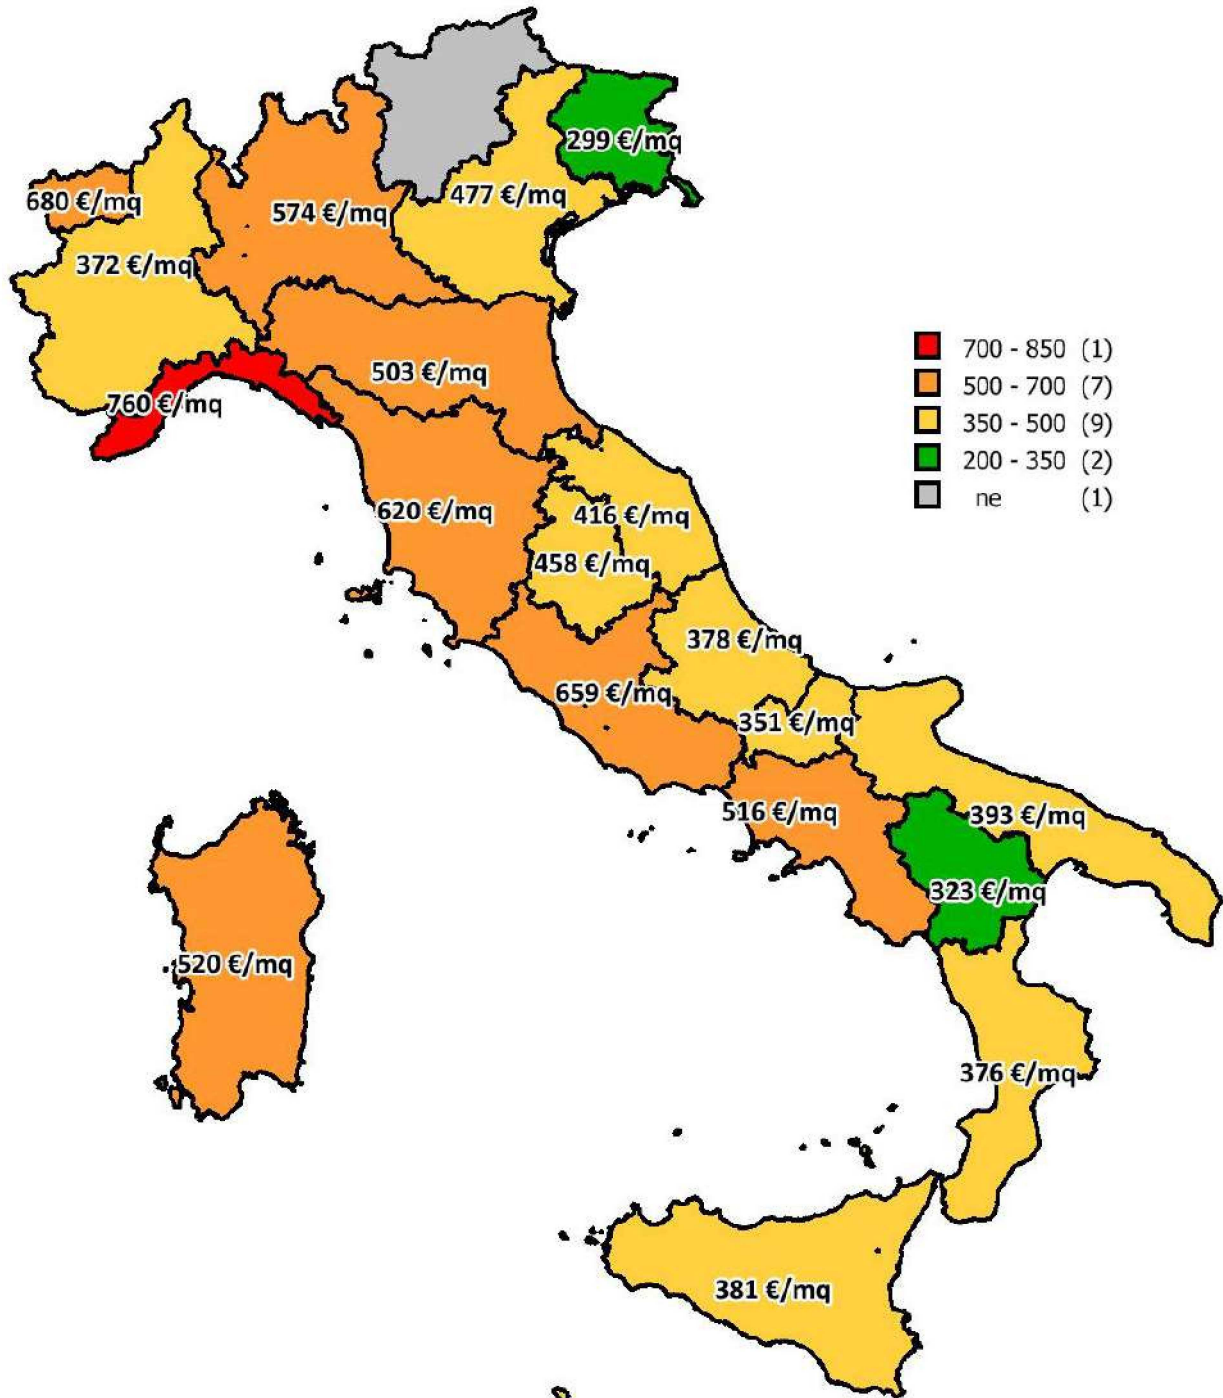 299 €/mq
680 €/mq
477 €/mq
574 €/mq
372 €/mq
700 - 850 (1)
503 €/mq
500 - 700 (7)
760 €/mq
350 - 500 (9)
200 - 350 (2)
ne (1)
620 €/mq
416 €/mq
458 €/mq
378 €/mq
659 €/mq
351 €/mq
516 €/mq
393 €/mq
323 €/mq
520 €/mq
376 €/mq
381 €/mq